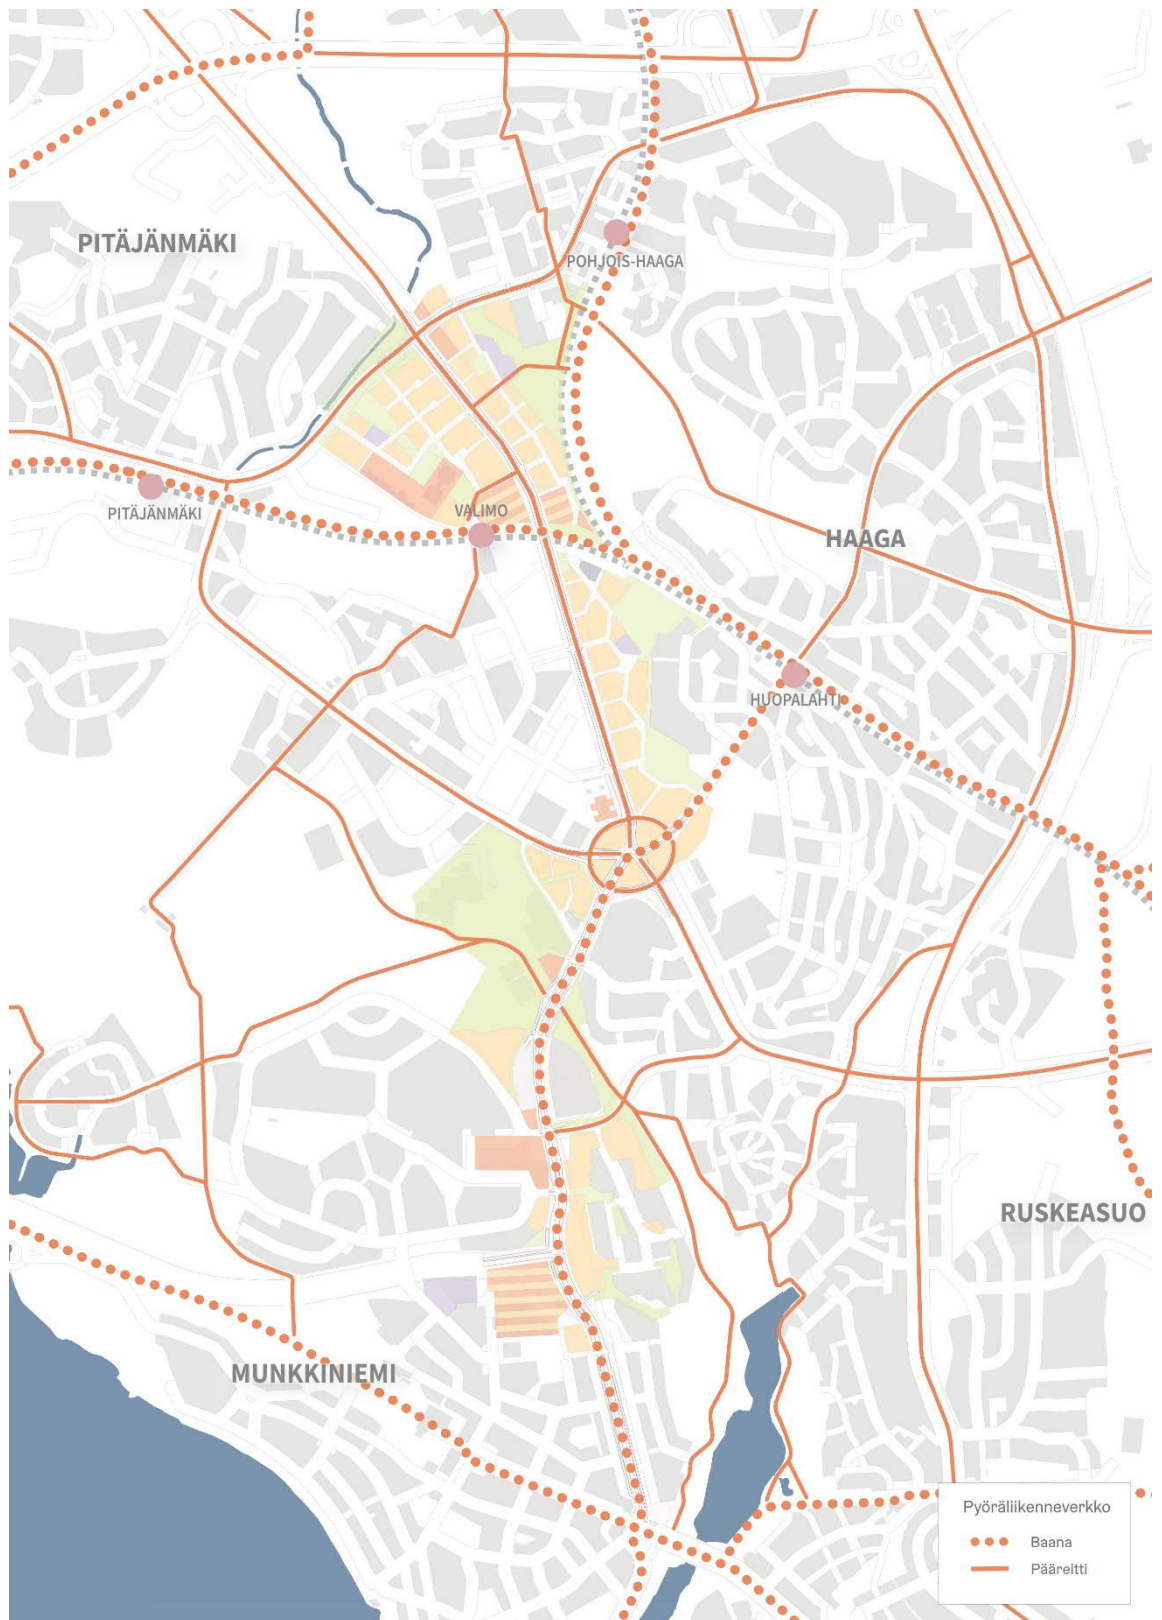 PITÄJÄNMÄKI
POHJOIS-HAAGA
PITÄJÄNMÄKI
VALIMO
HAAGA
HUOPALAHTI
RUSKEASUO
MUNKKINIEMI
Pyöräliikenneverkko
Baana
Pääreitti